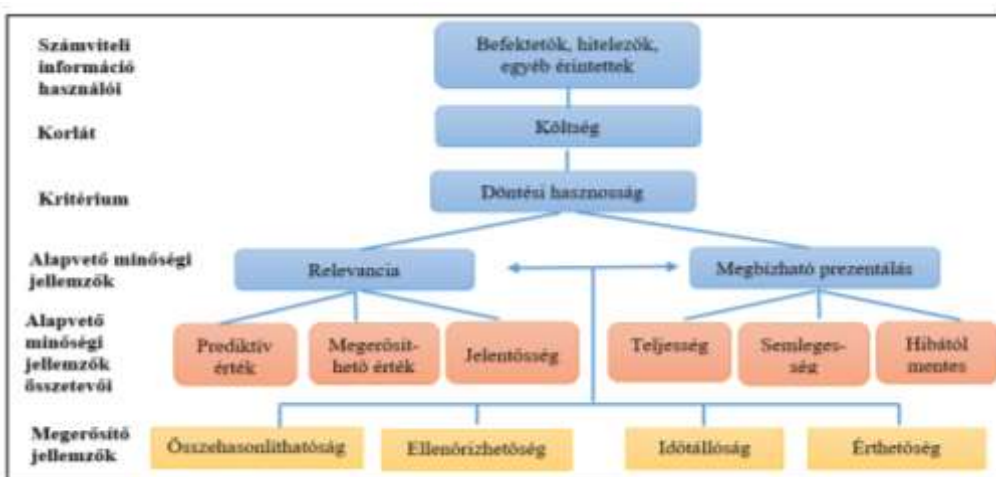 Számviteli
információ
használói
Befektetők, hitelezők,
egyéb érintettek
Korlát
Költség
Kritérium
Döntési hasznosság
Alapvető minőségi
jellemzők
Relevancia
Megbízható prezentálás
Alapvető
minőségi
jellemzők
összetevői
Prediktív
érték
Megerősít-
hető érték
Jelentősség
Teljesség
Semleges-
ség
Hibától
mentes
Megerősítő
jellemzők
Összehasonlíthatóság
Ellenőrizhetőség
Időtállóság
Érthetőség